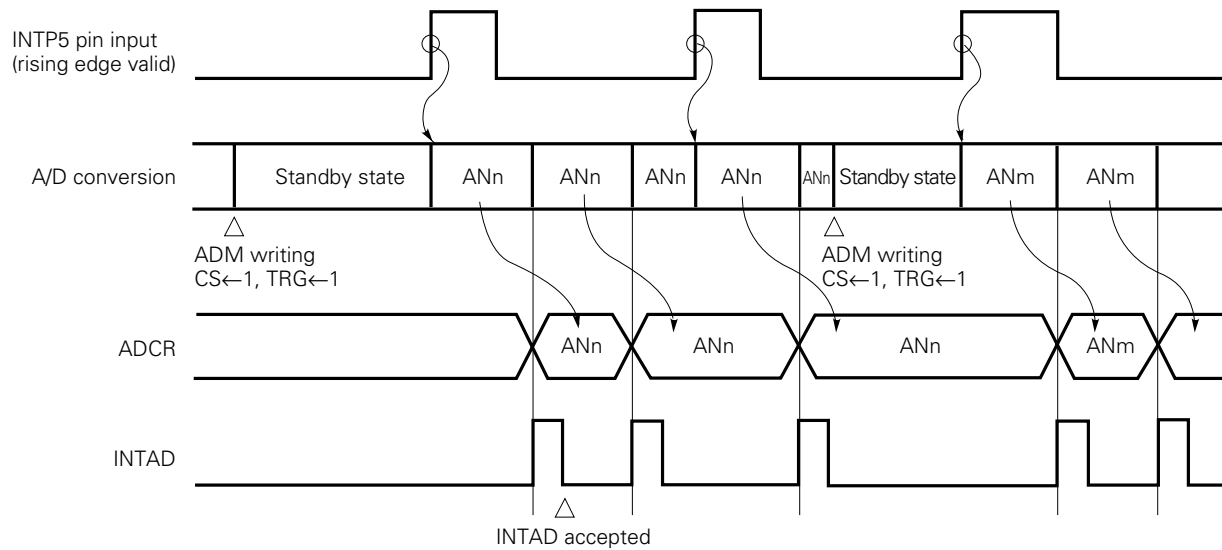 INTP5 pin input
(rising edge valid)
A/D conversion
Standby state
ANn
ANn
ANn
ANn
ANn
Standby state
ANm
ANm
ADM writing
CS←1, TRG←1
ADM writing
CS←1, TRG←1
ADCR
ANn
ANn
ANn
ANm
INTAD
INTAD accepted